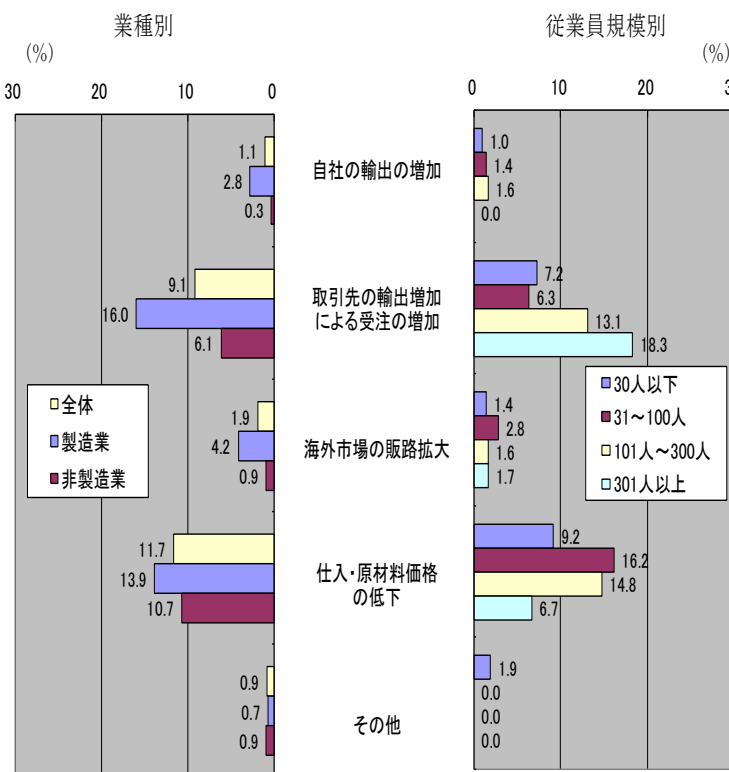 業種別
従業員規模別
(%)
(%)
30
20
10
0
0
10
20
3
1.1
2.8
0.3
自社の輸出の増加
1.0
1.4
1.6
0.0
9.1
16.0
6.1
取引先の輸出増加
による受注の増加
7.2
6.3
13.1
18.3
全体
製造業
非製造業
1.9
4.2
0.9
海外市場の販路拡大
1.4
2.8
1.6
1.7
30人以下
31～100人
101人～300人
301人以上
11.7
13.9
10.7
仕入・原材料価格
の低下
9.2
16.2
14.8
6.7
0.9
0.7
0.9
その他
1.9
0.0
0.0
0.0